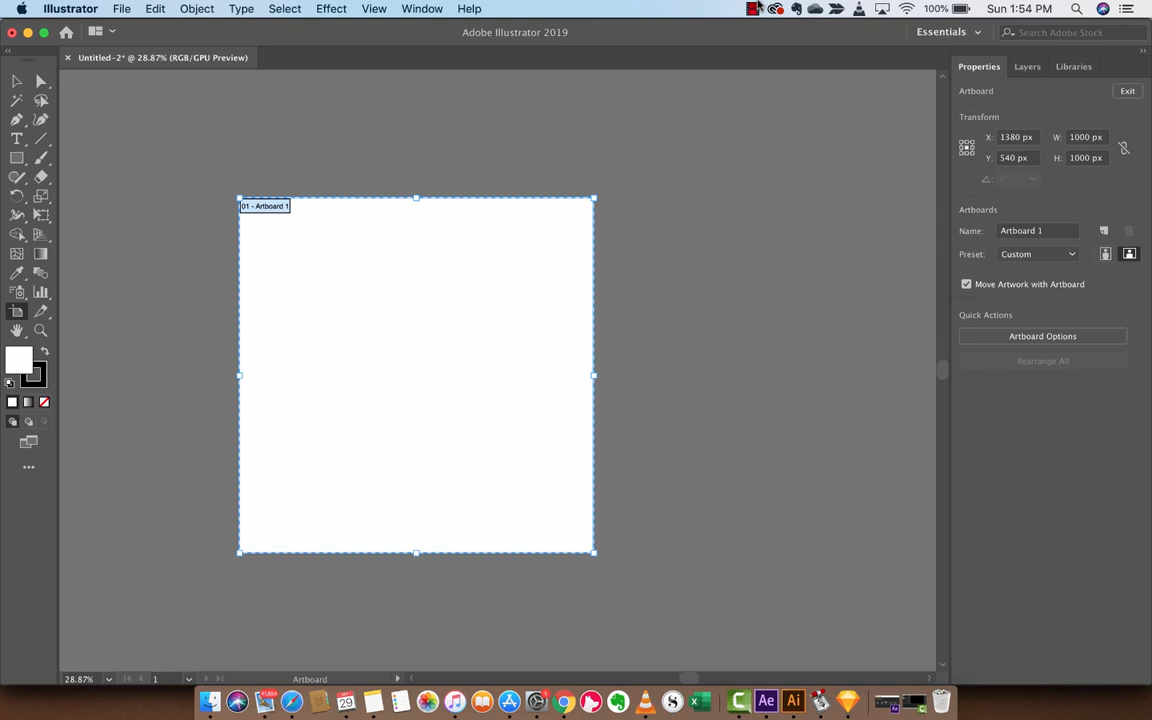 Illustrator File Edit Object Type Select Effect View Window Help 100% Sun 1:54 PM
Adobe Illustrator 2019 Essentials Search Adobe Stock
× Untitled-2* @ 28.87% (RGB/GPU Preview)
Properties Layers Libraries
Artboard Exit
Transform
X: 1380 px W: 1000 px
Y: 540 px H: 1000 px
01 - Artboard 1
Artboards
Name: Artboard 1
Preset: Custom
Move Artwork with Artboard
Quick Actions
Artboard Options
Rearrange All
28.87% 1 Artboard